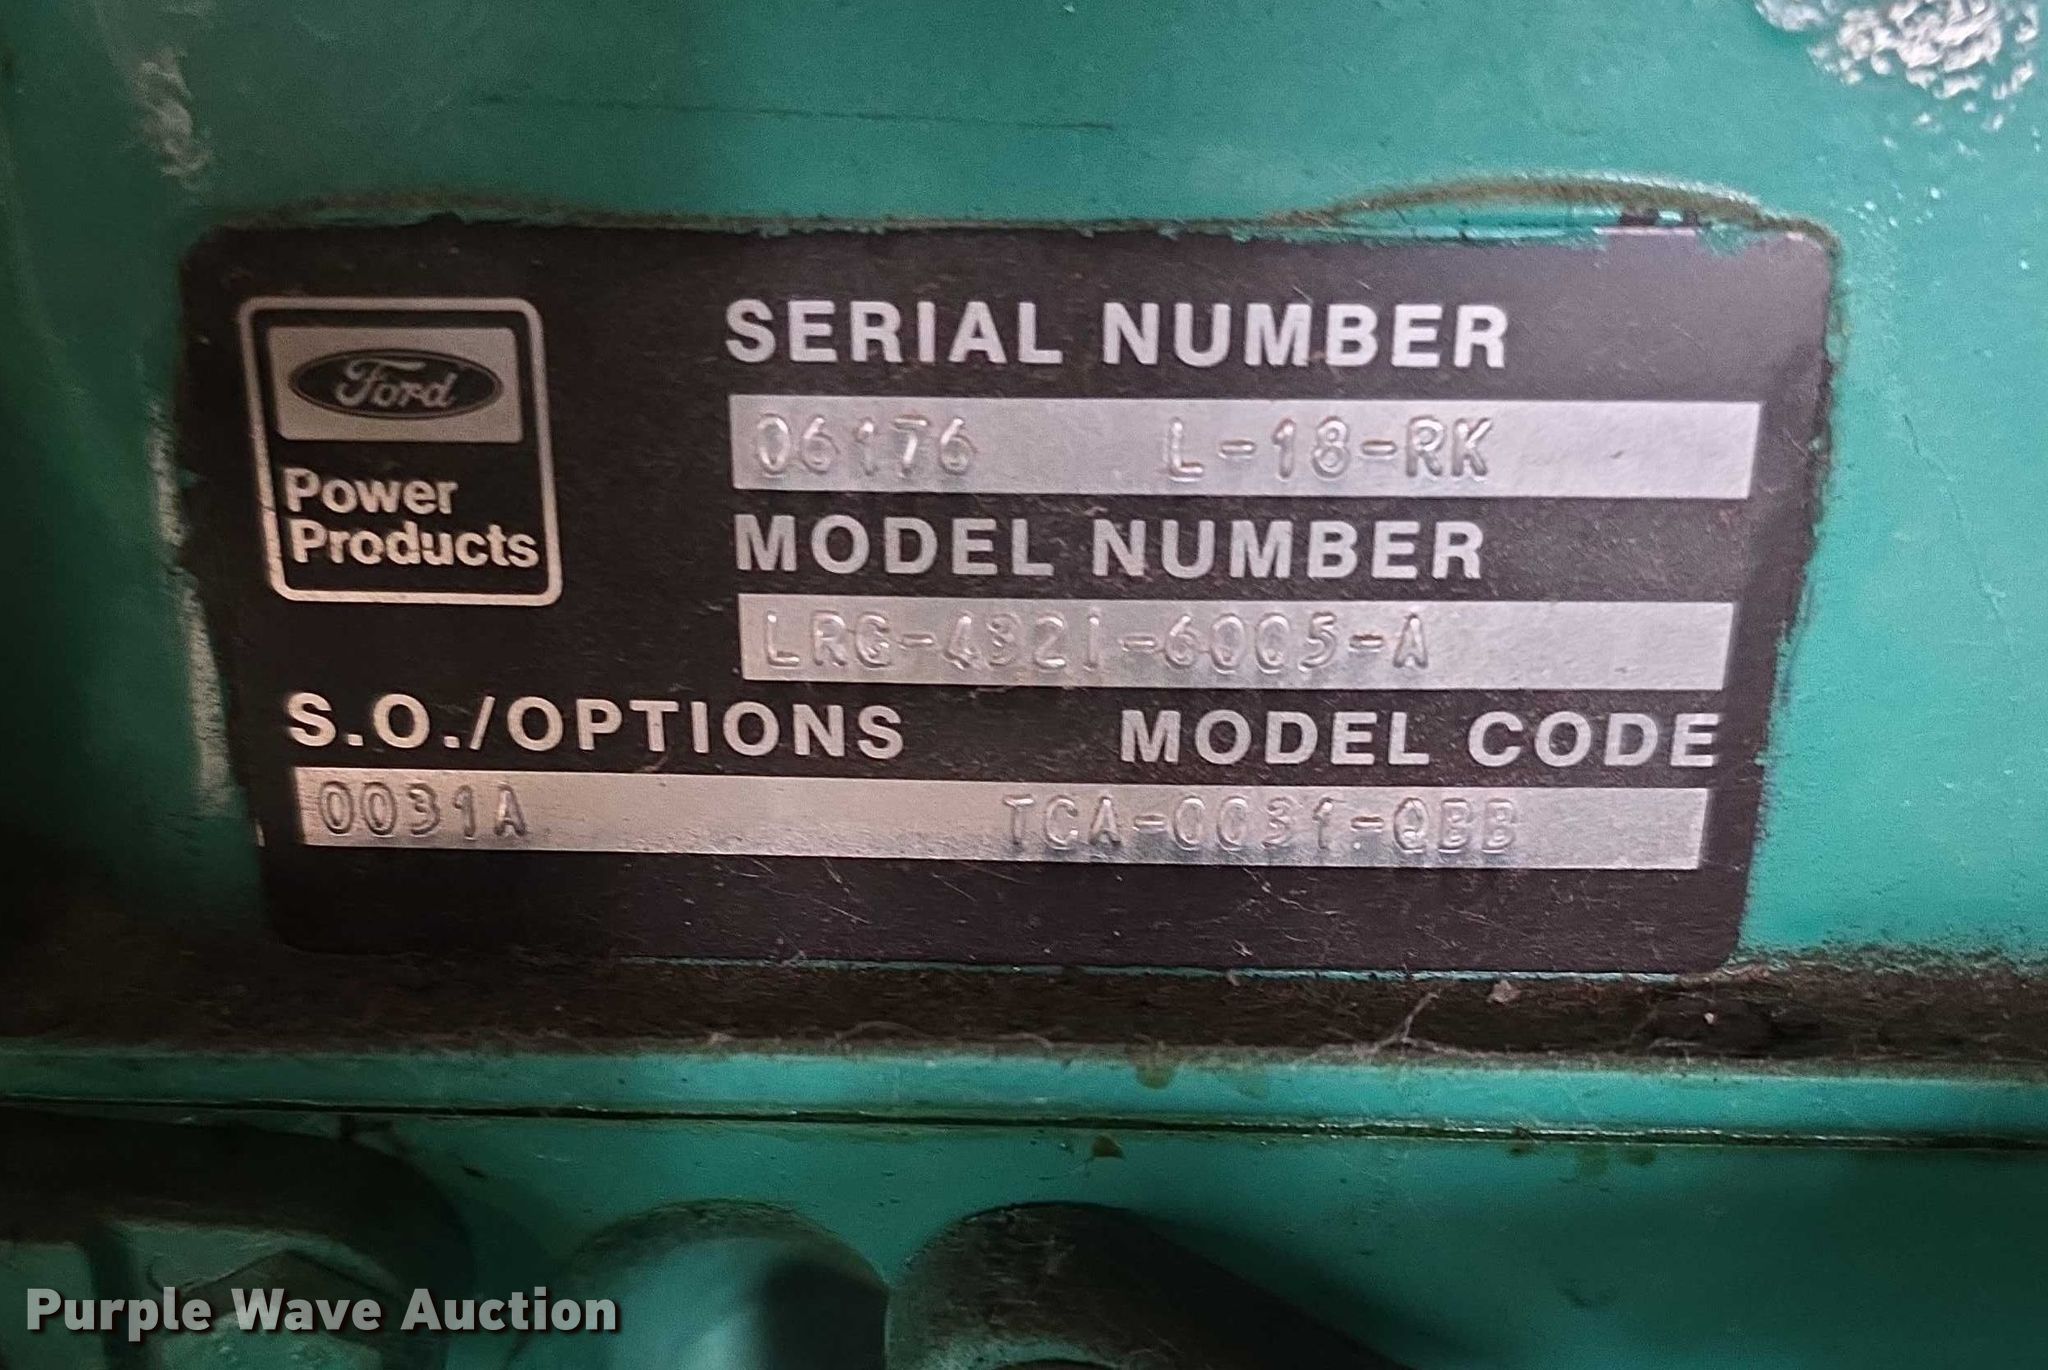 Ford
Power
Products
SERIAL NUMBER
06176 L-18-RK
MODEL NUMBER
LRG-432I-6005-A
S.O./OPTIONS MODEL CODE
0031A TCA-0031-QBB
Purple Wave Auction